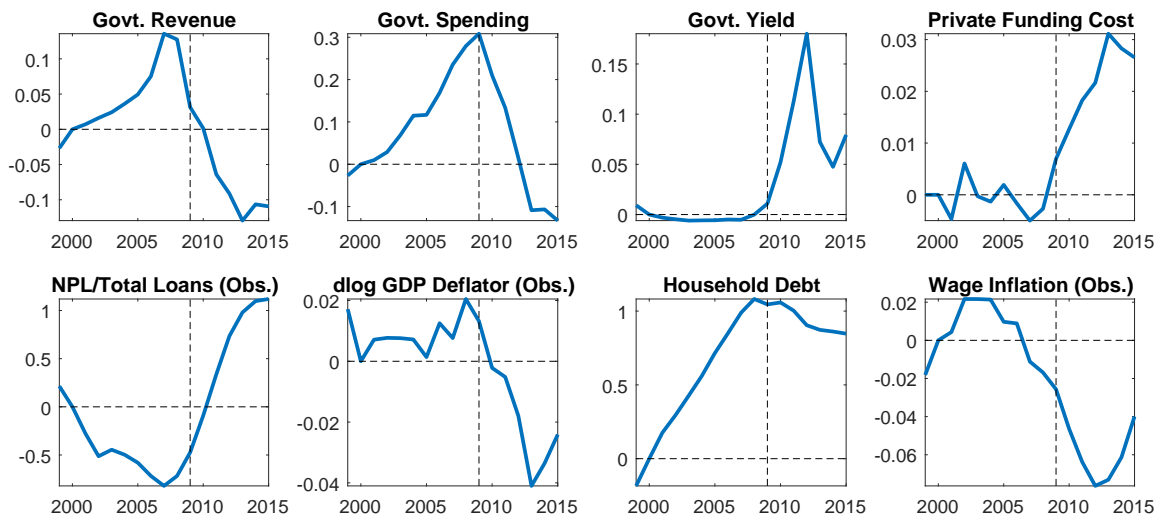 Govt. Revenue
0.1
0.05
0
-0.05
-0.1
2000 2005 2010 2015
Govt. Spending
0.3
0.2
0.1
0
-0.1
2000 2005 2010 2015
Govt. Yield
0.15
0.1
0.05
0
2000 2005 2010 2015
Private Funding Cost
0.03
0.02
0.01
0
2000 2005 2010 2015
NPL/Total Loans (Obs.)
1
0.5
0
-0.5
2000 2005 2010 2015
dlog GDP Deflator (Obs.)
0.02
0
-0.02
-0.04
2000 2005 2010 2015
Household Debt
1
0.5
0
2000 2005 2010 2015
Wage Inflation (Obs.)
0.02
0
-0.02
-0.04
-0.06
2000 2005 2010 2015